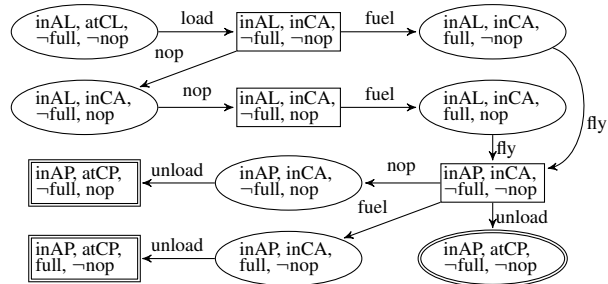 inAL, atCL,
¬full, ¬nop
load
inAL, inCA,
¬full, ¬nop
fuel
inAL, inCA,
full, ¬nop
nop
inAL, inCA,
¬full, nop
nop
inAL, inCA,
¬full, nop
fuel
inAL, inCA,
full, nop
fly
fly
inAP, atCP,
¬full, nop
unload
inAP, inCA,
¬full, nop
nop
inAP, inCA,
¬full, ¬nop
fuel
unload
inAP, atCP,
full, ¬nop
unload
inAP, inCA,
full, ¬nop
inAP, atCP,
¬full, ¬nop